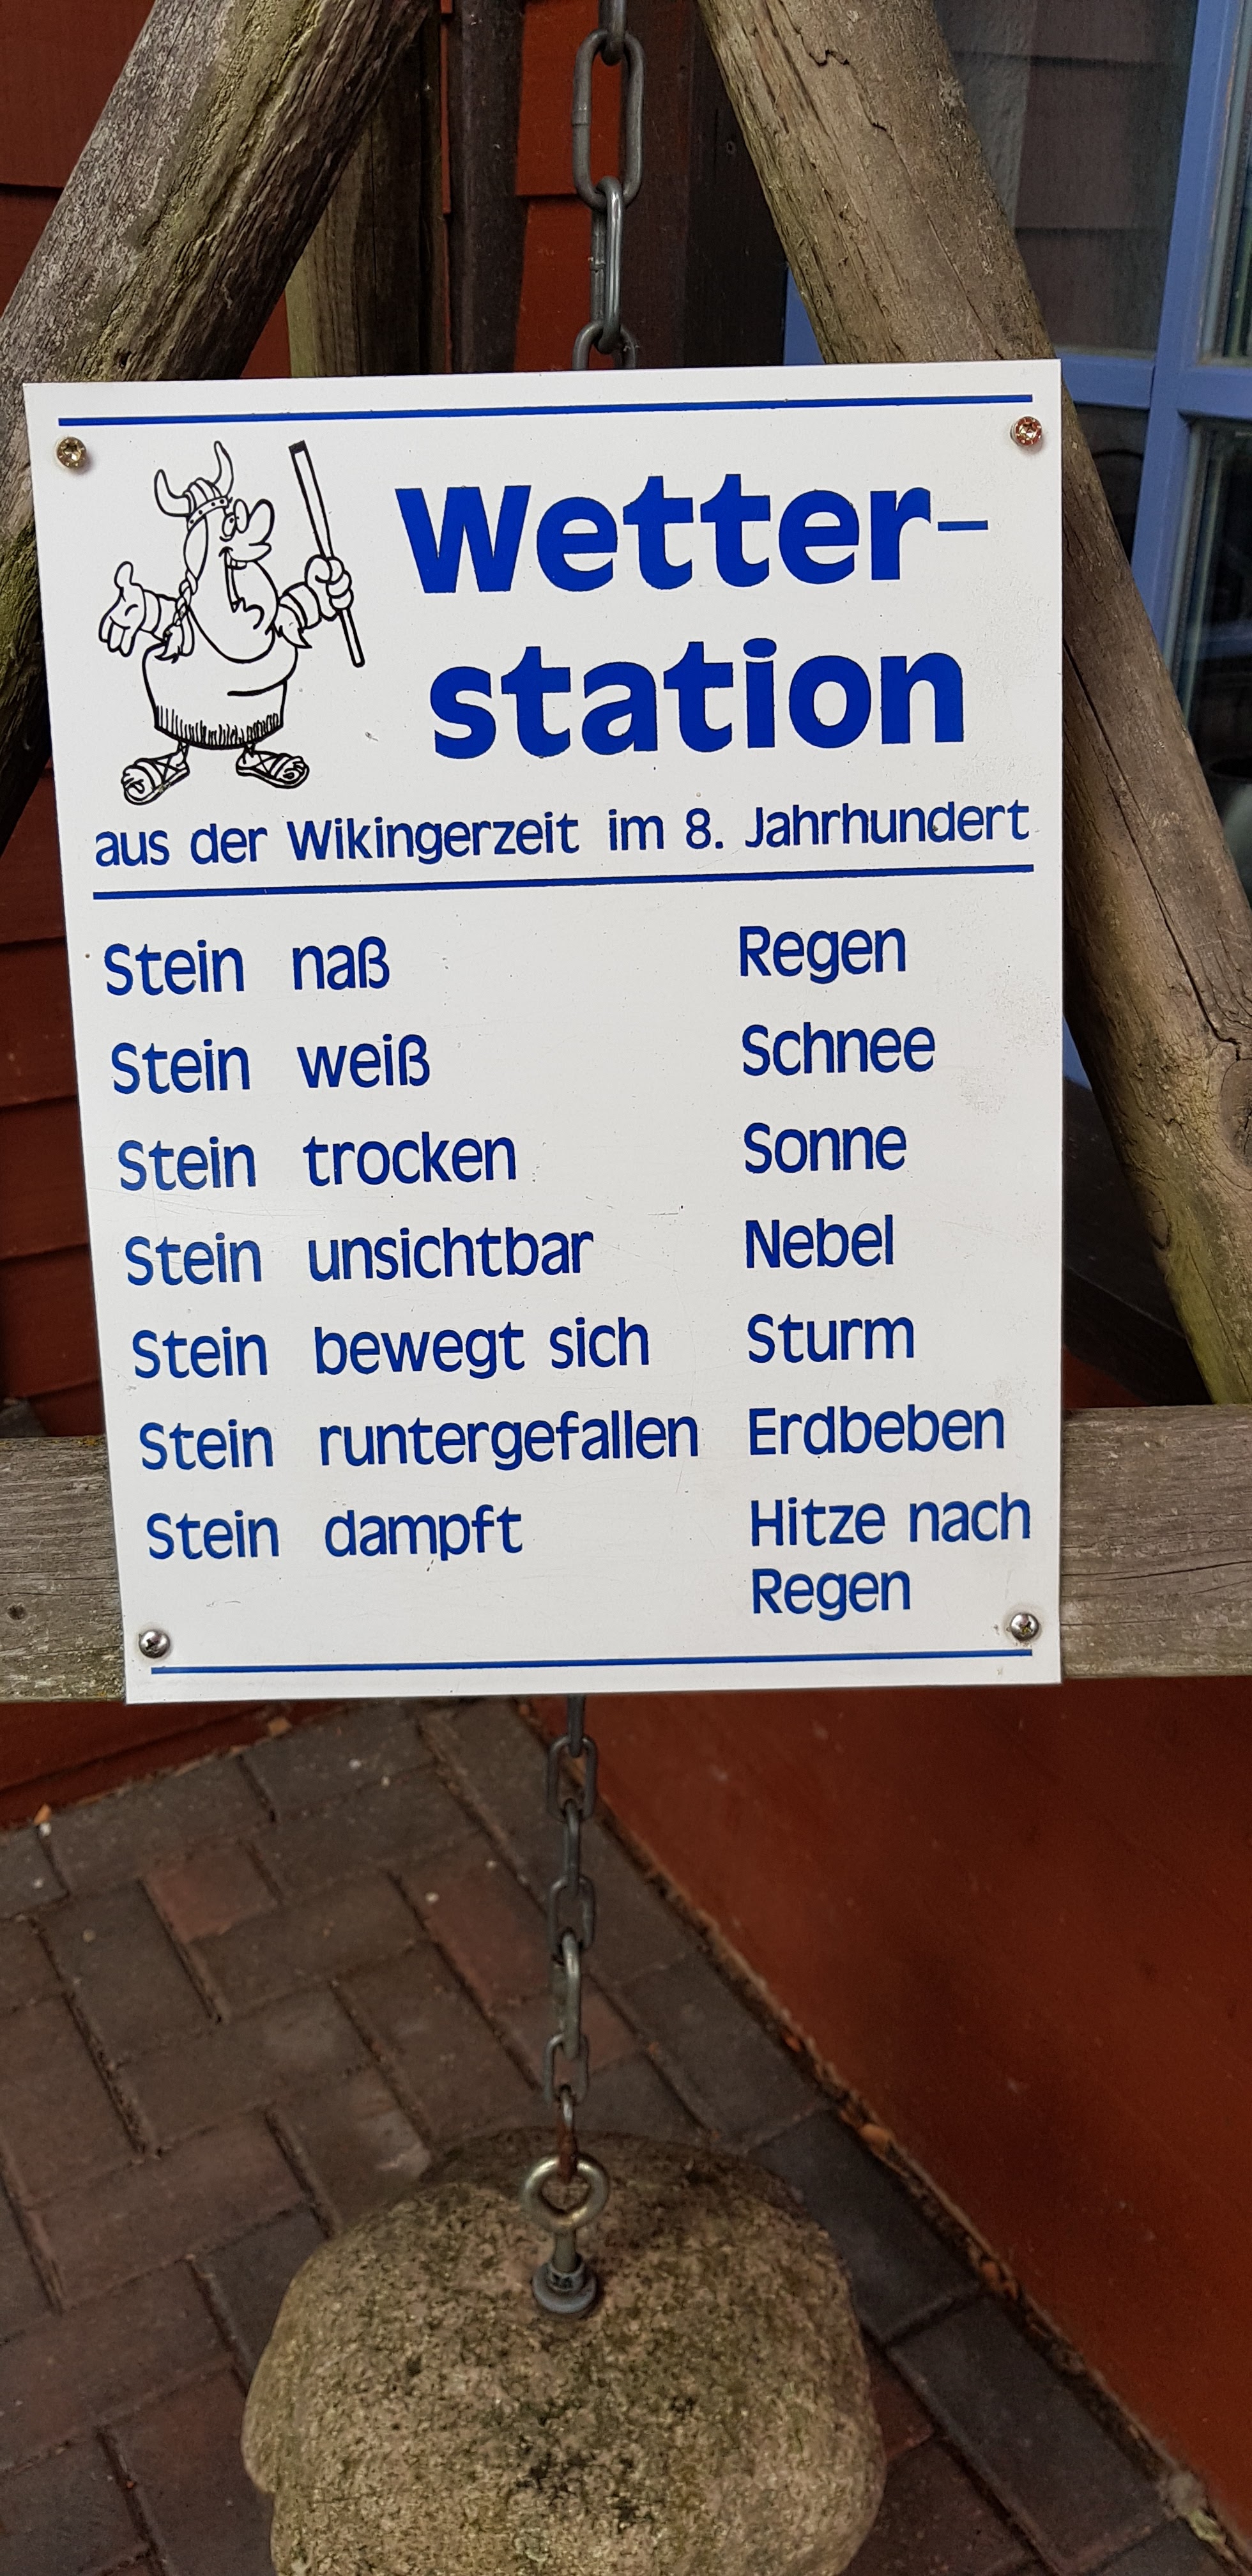 Wetter-
station
aus der Wikingerzeit im 8. Jahrhundert
Stein naß Regen
Stein weiß Schnee
Stein trocken Sonne
Stein unsichtbar Nebel
Stein bewegt sich Sturm
Stein runtergefallen Erdbeben
Stein dampft Hitze nach
Regen